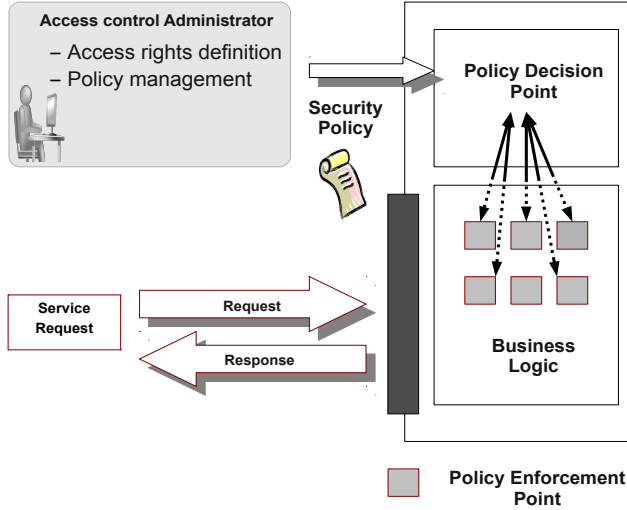 Access control Administrator
– Access rights definition
– Policy management
Security
Policy
Policy Decision
Point
Service
Request
Request
Response
Business
Logic
Policy Enforcement
Point